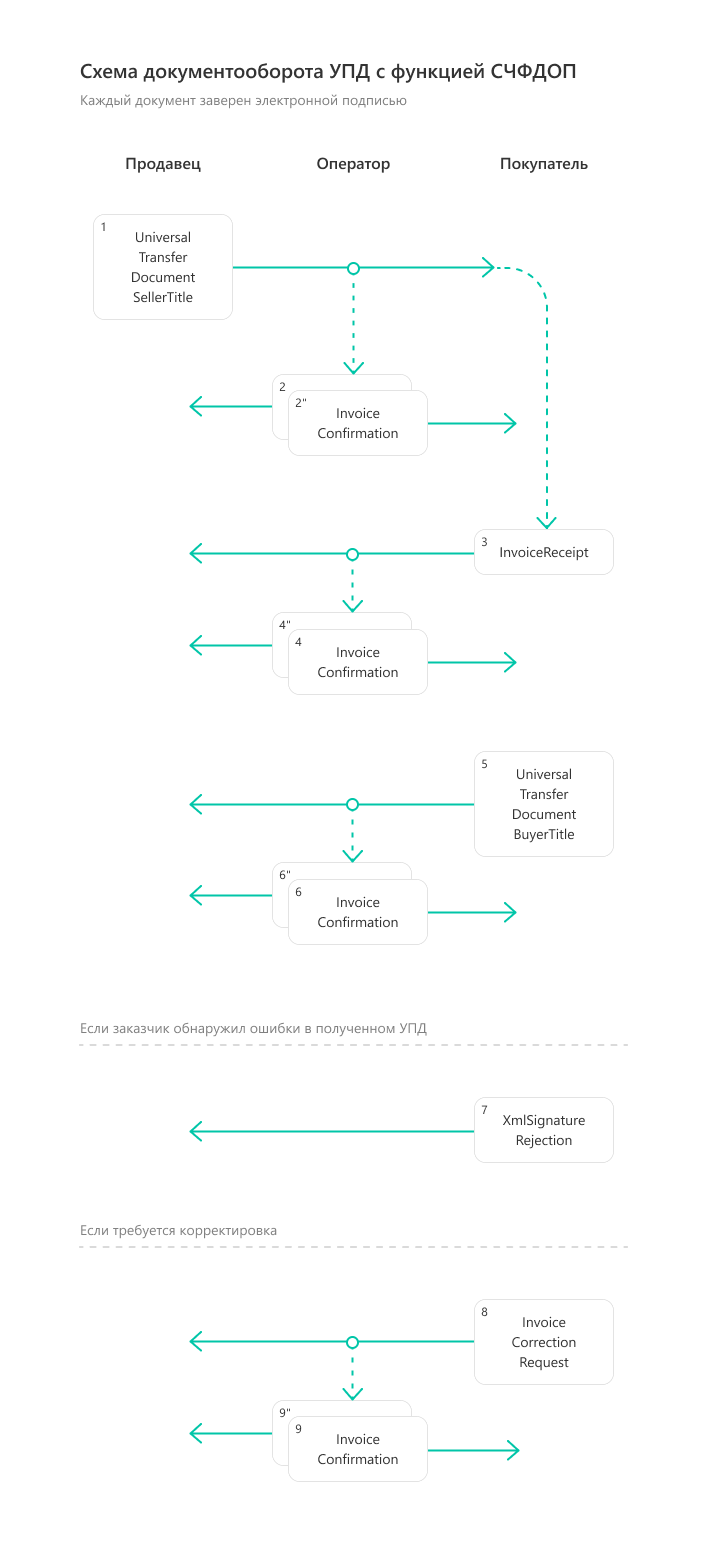 Схема документооборота УПД с функцией СЧФДОП
Каждый документ заверен электронной подписью
Продавец Оператор Покупатель
1
Universal
Transfer
Document
SellerTitle
2
2"
Invoice
Confirmation
3
InvoiceReceipt
4"
4
Invoice
Confirmation
5
Universal
Transfer
Document
BuyerTitle
6"
6
Invoice
Confirmation
Если заказчик обнаружил ошибки в полученном УПД
7
XmlSignature
Rejection
Если требуется корректировка
8
Invoice
Correction
Request
9"
9
Invoice
Confirmation